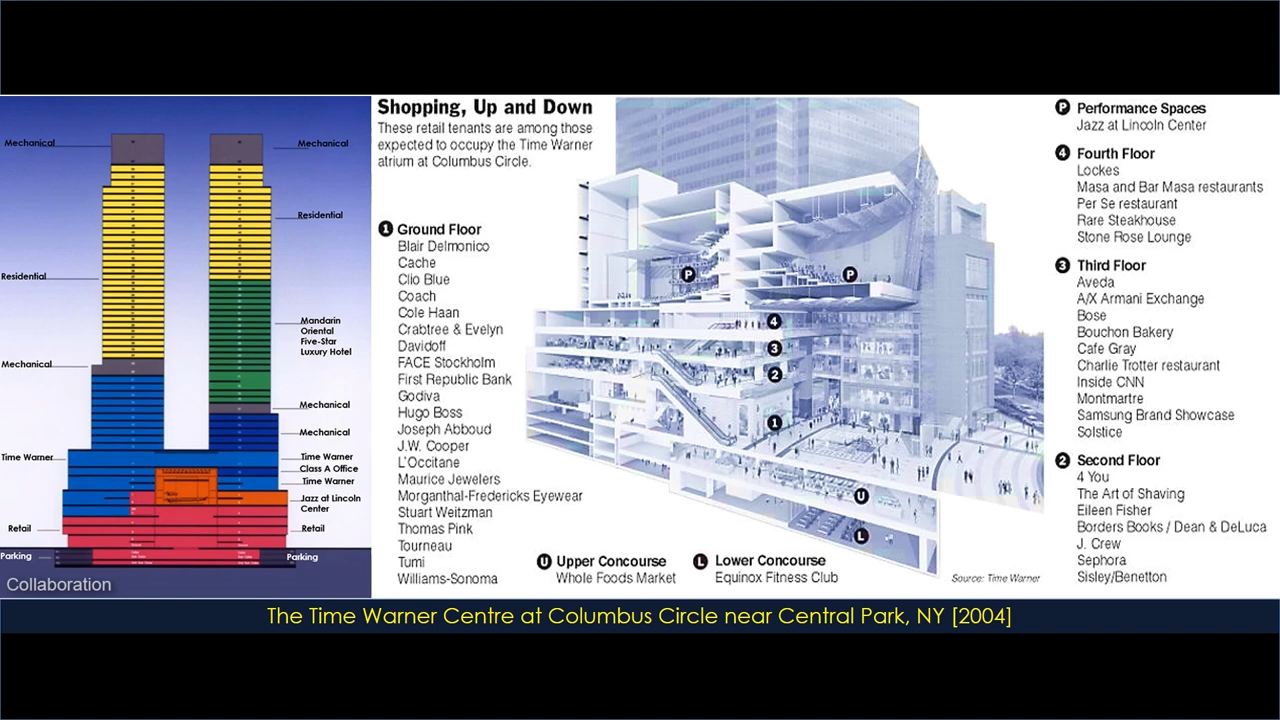 Mechanical
Mechanical
Residential
Residential
Mandarin
Oriental
Five-Star
Luxury Hotel
Mechanical
Mechanical
Mechanical
Time Warner
Time Warner
Class A Office
Time Warner
Jazz at Lincoln
Center
Retail
Retail
Parking
Parking
Collaboration
Shopping, Up and Down
These retail tenants are among those
expected to occupy the Time Warner
atrium at Columbus Circle.
1 Ground Floor
Blair Delmonico
Cache
Clio Blue
Coach
Cole Haan
Crabtree & Evelyn
Davidoff
FACE Stockholm
First Republic Bank
Godiva
Hugo Boss
Joseph Abboud
J.W. Cooper
L'Occitane
Maurice Jewelers
Morganthal-Fredericks Eyewear
Stuart Weitzman
Thomas Pink
Tourneau
Tumi
Williams-Sonoma
P
P
4
3
2
1
U
L
U Upper Concourse
Whole Foods Market
L Lower Concourse
Equinox Fitness Club
Source: Time Warner
P Performance Spaces
Jazz at Lincoln Center
4 Fourth Floor
Lockes
Masa and Bar Masa restaurants
Per Se restaurant
Rare Steakhouse
Stone Rose Lounge
3 Third Floor
Aveda
A/X Armani Exchange
Bose
Bouchon Bakery
Cafe Gray
Charlie Trotter restaurant
Inside CNN
Montmartre
Samsung Brand Showcase
Solstice
2 Second Floor
4 You
The Art of Shaving
Eileen Fisher
Borders Books / Dean & DeLuca
J. Crew
Sephora
Sisley/Benetton
The Time Warner Centre at Columbus Circle near Central Park, NY [2004]